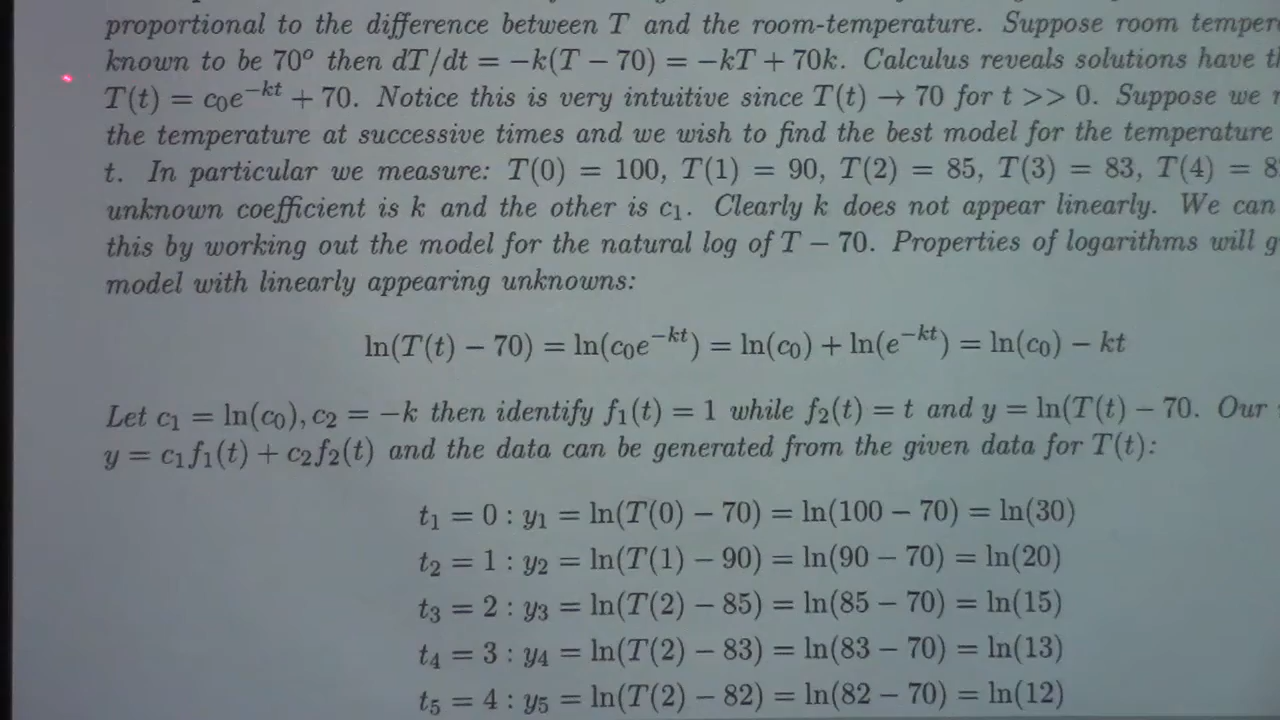 proportional to the difference between T and the room-temperature. Suppose room temper
known to be 70° then dT/dt = −k(T − 70) = −kT + 70k. Calculus reveals solutions have t
T(t) = c₀e^{−kt} + 70. Notice this is very intuitive since T(t) → 70 for t >> 0. Suppose we
the temperature at successive times and we wish to find the best model for the temperature
t. In particular we measure: T(0) = 100, T(1) = 90, T(2) = 85, T(3) = 83, T(4) = 8
unknown coefficient is k and the other is c₁. Clearly k does not appear linearly. We can
this by working out the model for the natural log of T − 70. Properties of logarithms will g
model with linearly appearing unknowns:
ln(T(t) − 70) = ln(c₀e^{−kt}) = ln(c₀) + ln(e^{−kt}) = ln(c₀) − kt
Let c₁ = ln(c₀), c₂ = −k then identify f₁(t) = 1 while f₂(t) = t and y = ln(T(t) − 70. Our
y = c₁f₁(t) + c₂f₂(t) and the data can be generated from the given data for T(t):
t₁ = 0 : y₁ = ln(T(0) − 70) = ln(100 − 70) = ln(30)
t₂ = 1 : y₂ = ln(T(1) − 90) = ln(90 − 70) = ln(20)
t₃ = 2 : y₃ = ln(T(2) − 85) = ln(85 − 70) = ln(15)
t₄ = 3 : y₄ = ln(T(2) − 83) = ln(83 − 70) = ln(13)
t₅ = 4 : y₅ = ln(T(2) − 82) = ln(82 − 70) = ln(12)